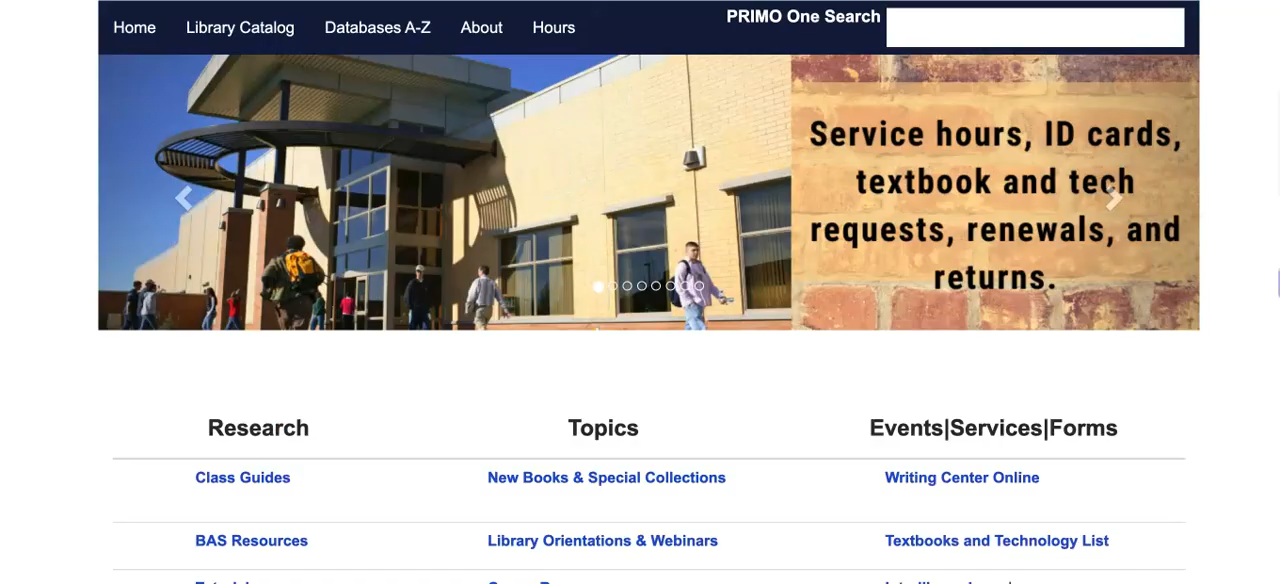 Home Library Catalog Databases A-Z About Hours PRIMO One Search
Service hours, ID cards,
textbook and tech
requests, renewals, and
returns.
Research Topics Events|Services|Forms
Class Guides New Books & Special Collections Writing Center Online
BAS Resources Library Orientations & Webinars Textbooks and Technology List